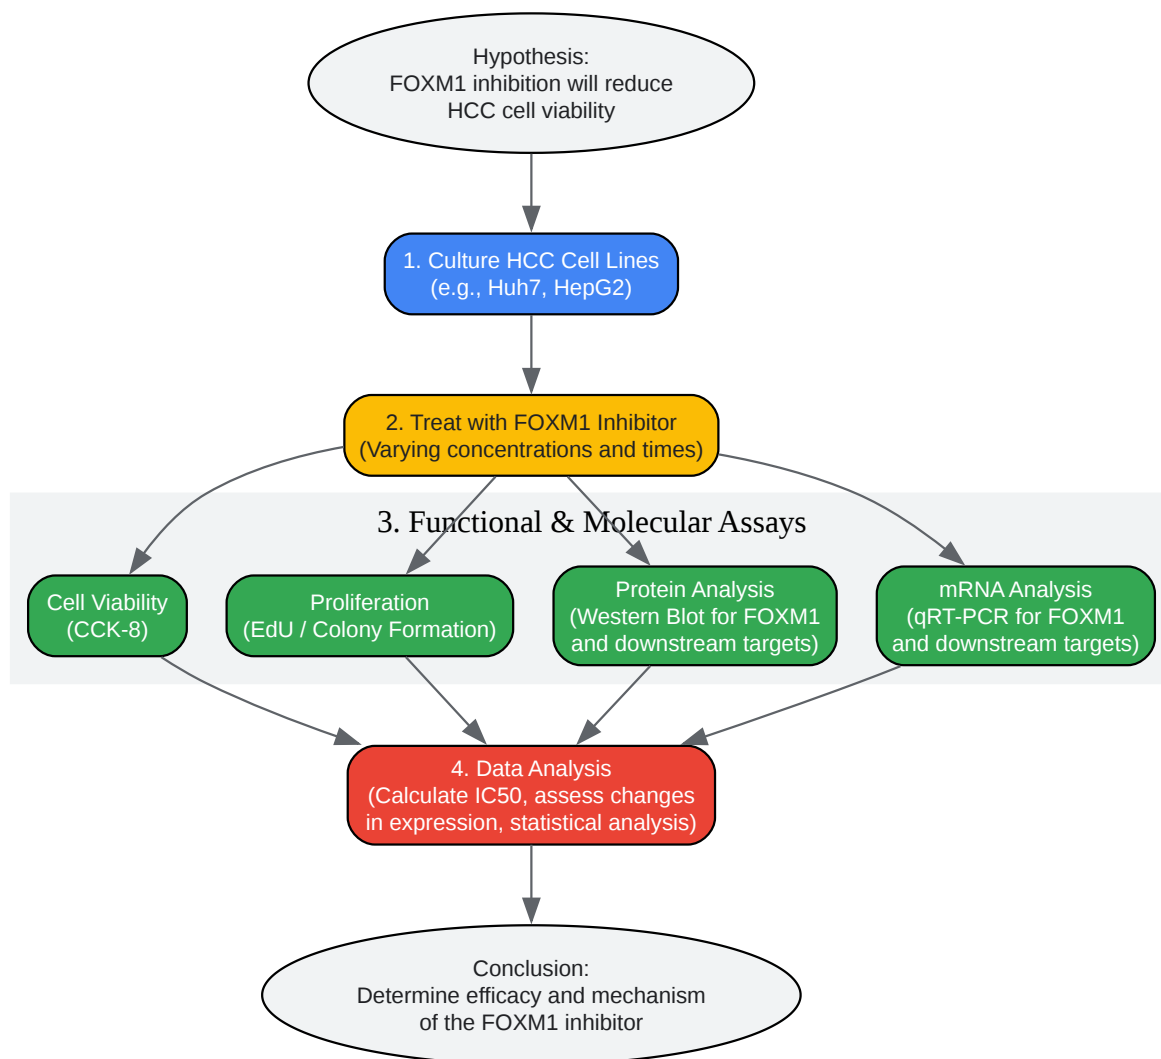 Hypothesis:
FOXM1 inhibition will reduce
HCC cell viability
1. Culture HCC Cell Lines
(e.g., Huh7, HepG2)
2. Treat with FOXM1 Inhibitor
(Varying concentrations and times)
3. Functional & Molecular Assays
Cell Viability
(CCK-8)
Proliferation
(EdU / Colony Formation)
Protein Analysis
(Western Blot for FOXM1
and downstream targets)
mRNA Analysis
(qRT-PCR for FOXM1
and downstream targets)
4. Data Analysis
(Calculate IC50, assess changes
in expression, statistical analysis)
Conclusion:
Determine efficacy and mechanism
of the FOXM1 inhibitor